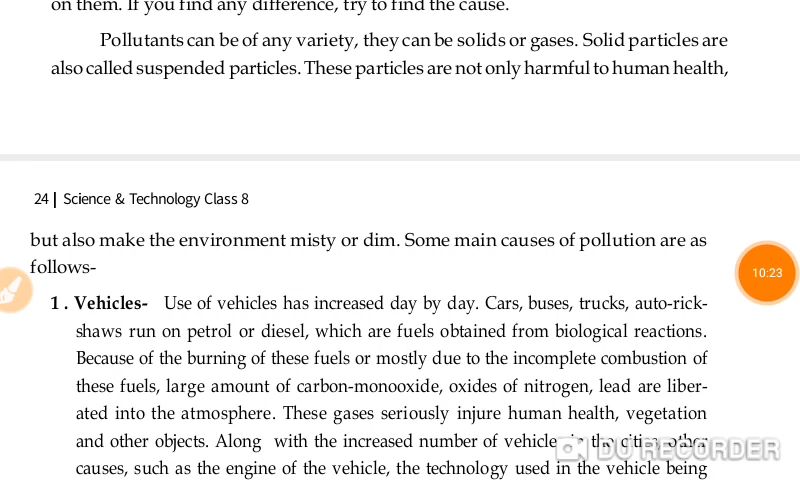 on them. If you find any difference, try to find the cause.
Pollutants can be of any variety, they can be solids or gases. Solid particles are
also called suspended particles. These particles are not only harmful to human health,
24 | Science & Technology Class 8
but also make the environment misty or dim. Some main causes of pollution are as
follows-
10:23
1 . Vehicles- Use of vehicles has increased day by day. Cars, buses, trucks, auto-rick-
shaws run on petrol or diesel, which are fuels obtained from biological reactions.
Because of the burning of these fuels or mostly due to the incomplete combustion of
these fuels, large amount of carbon-monooxide, oxides of nitrogen, lead are liber-
ated into the atmosphere. These gases seriously injure human health, vegetation
and other objects. Along with the increased number of vehicle in the cities, other
DU RECORDER
causes, such as the engine of the vehicle, the technology used in the vehicle being